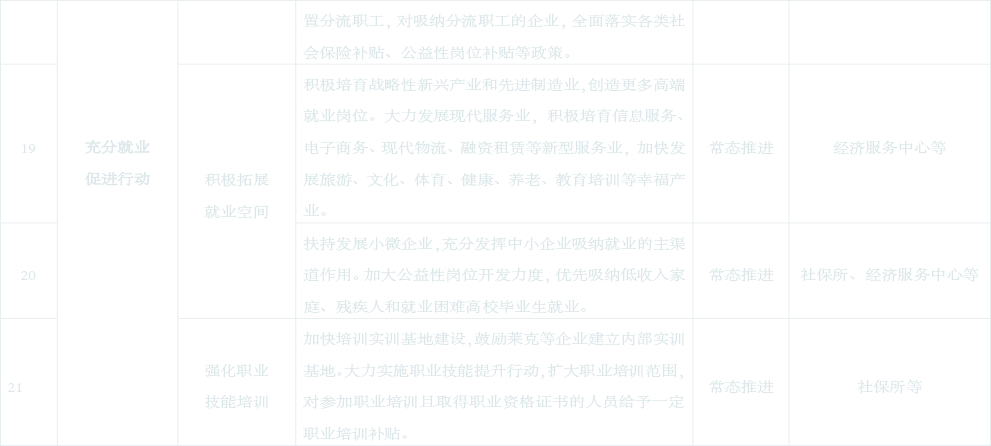 置分流职工，对吸纳分流职工的企业，全面落实各类社
会保险补贴、公益性岗位补贴等政策。
19
充分就业
促进行动
积极拓展
就业空间
积极培育战略性新兴产业和先进制造业，创造更多高端
就业岗位。大力发展现代服务业，积极培育信息服务、
电子商务、现代物流、融资租赁等新型服务业，加快发
展旅游、文化、体育、健康、养老、教育培训等幸福产
业。
常态推进
经济服务中心等
20
扶持发展小微企业，充分发挥中小企业吸纳就业的主渠
道作用。加大公益性岗位开发力度，优先吸纳低收入家
庭、残疾人和就业困难高校毕业生就业。
常态推进
社保所、经济服务中心等
21
强化职业
技能培训
加快培训实训基地建设，鼓励莱克等企业建立内部实训
基地。大力实施职业技能提升行动，扩大职业培训范围，
对参加职业培训且取得职业资格证书的人员给予一定
职业培训补贴。
常态推进
社保所等